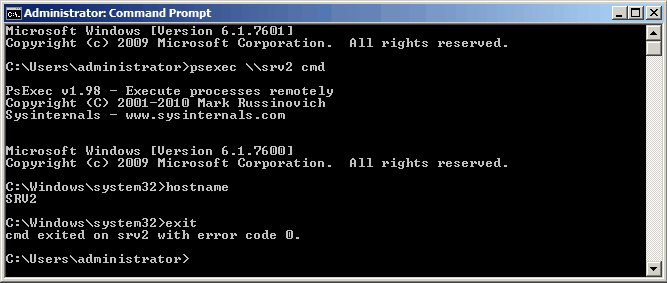 Administrator: Command Prompt
Microsoft Windows [Version 6.1.7601]
Copyright (c) 2009 Microsoft Corporation.  All rights reserved.
C:\Users\administrator>psexec \\srv2 cmd
PsExec v1.98 - Execute processes remotely
Copyright (C) 2001-2010 Mark Russinovich
Sysinternals - www.sysinternals.com
Microsoft Windows [Version 6.1.7600]
Copyright (c) 2009 Microsoft Corporation.  All rights reserved.
C:\Windows\system32>hostname
SRV2
C:\Windows\system32>exit
cmd exited on srv2 with error code 0.
C:\Users\administrator>